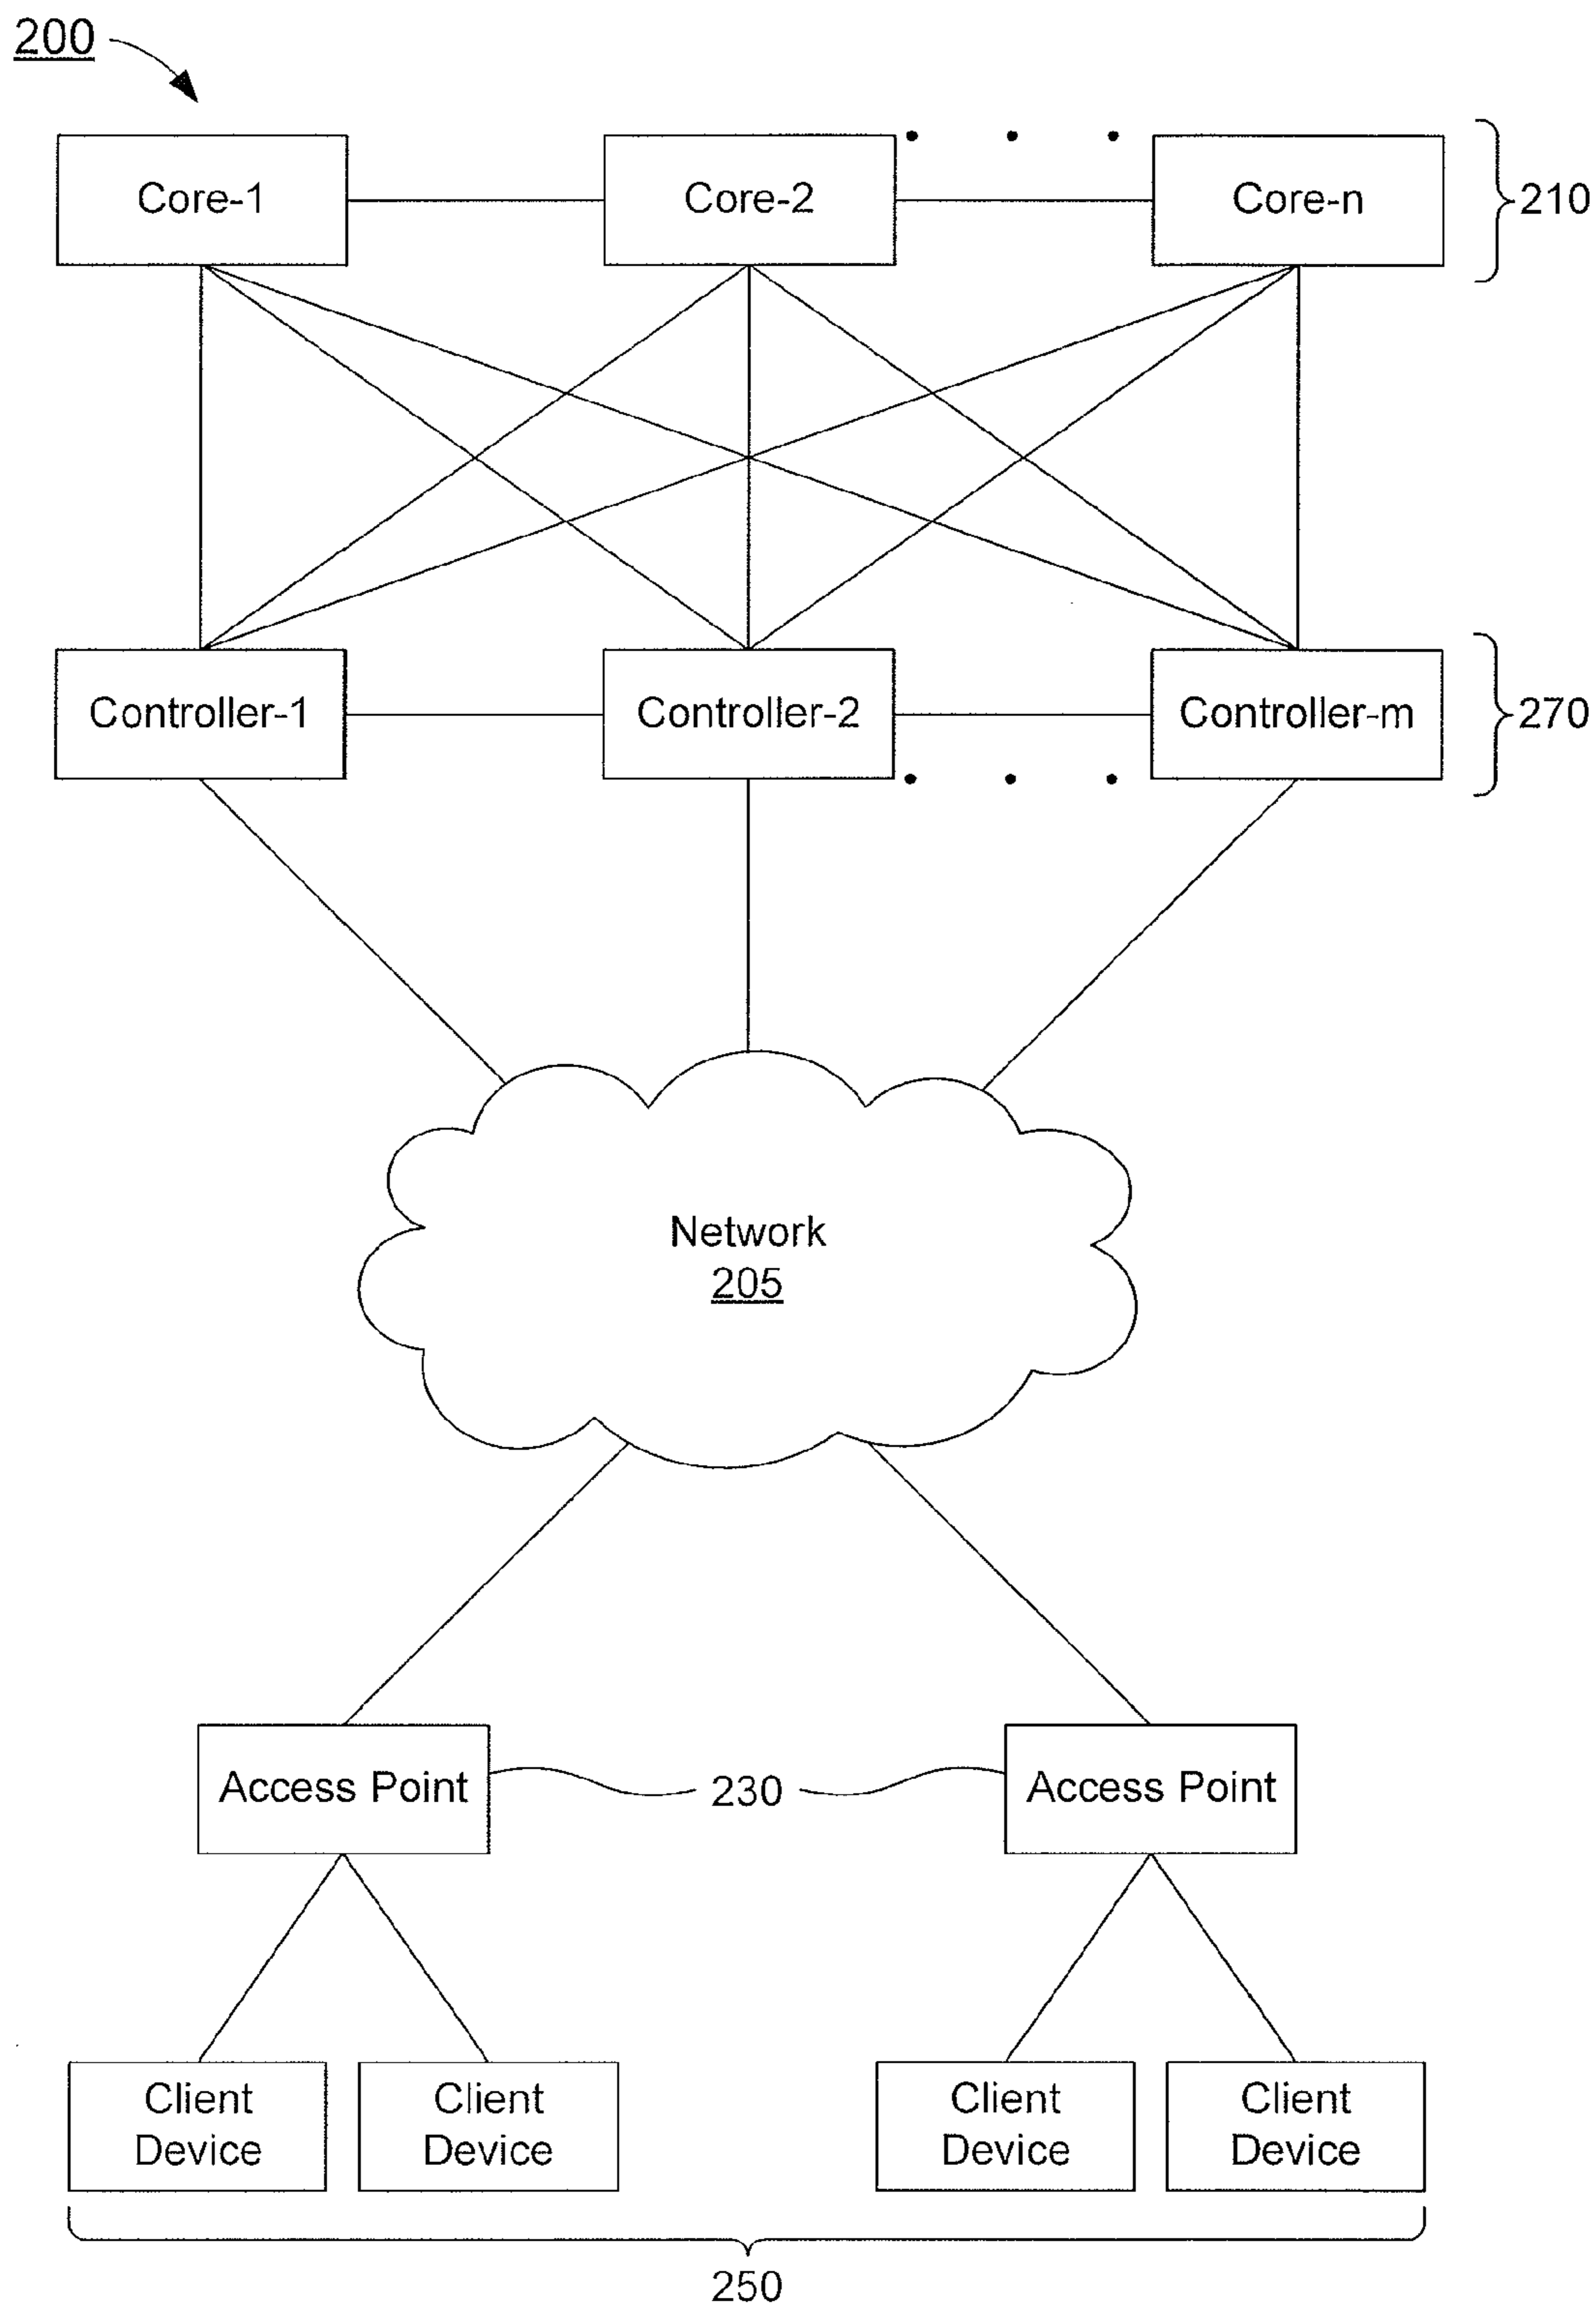 200
Core-1
Core-2
. . .
Core-n
210
Controller-1
Controller-2
. . .
Controller-m
270
Network
205
Access Point
230
Access Point
Client
Device
Client
Device
Client
Device
Client
Device
250